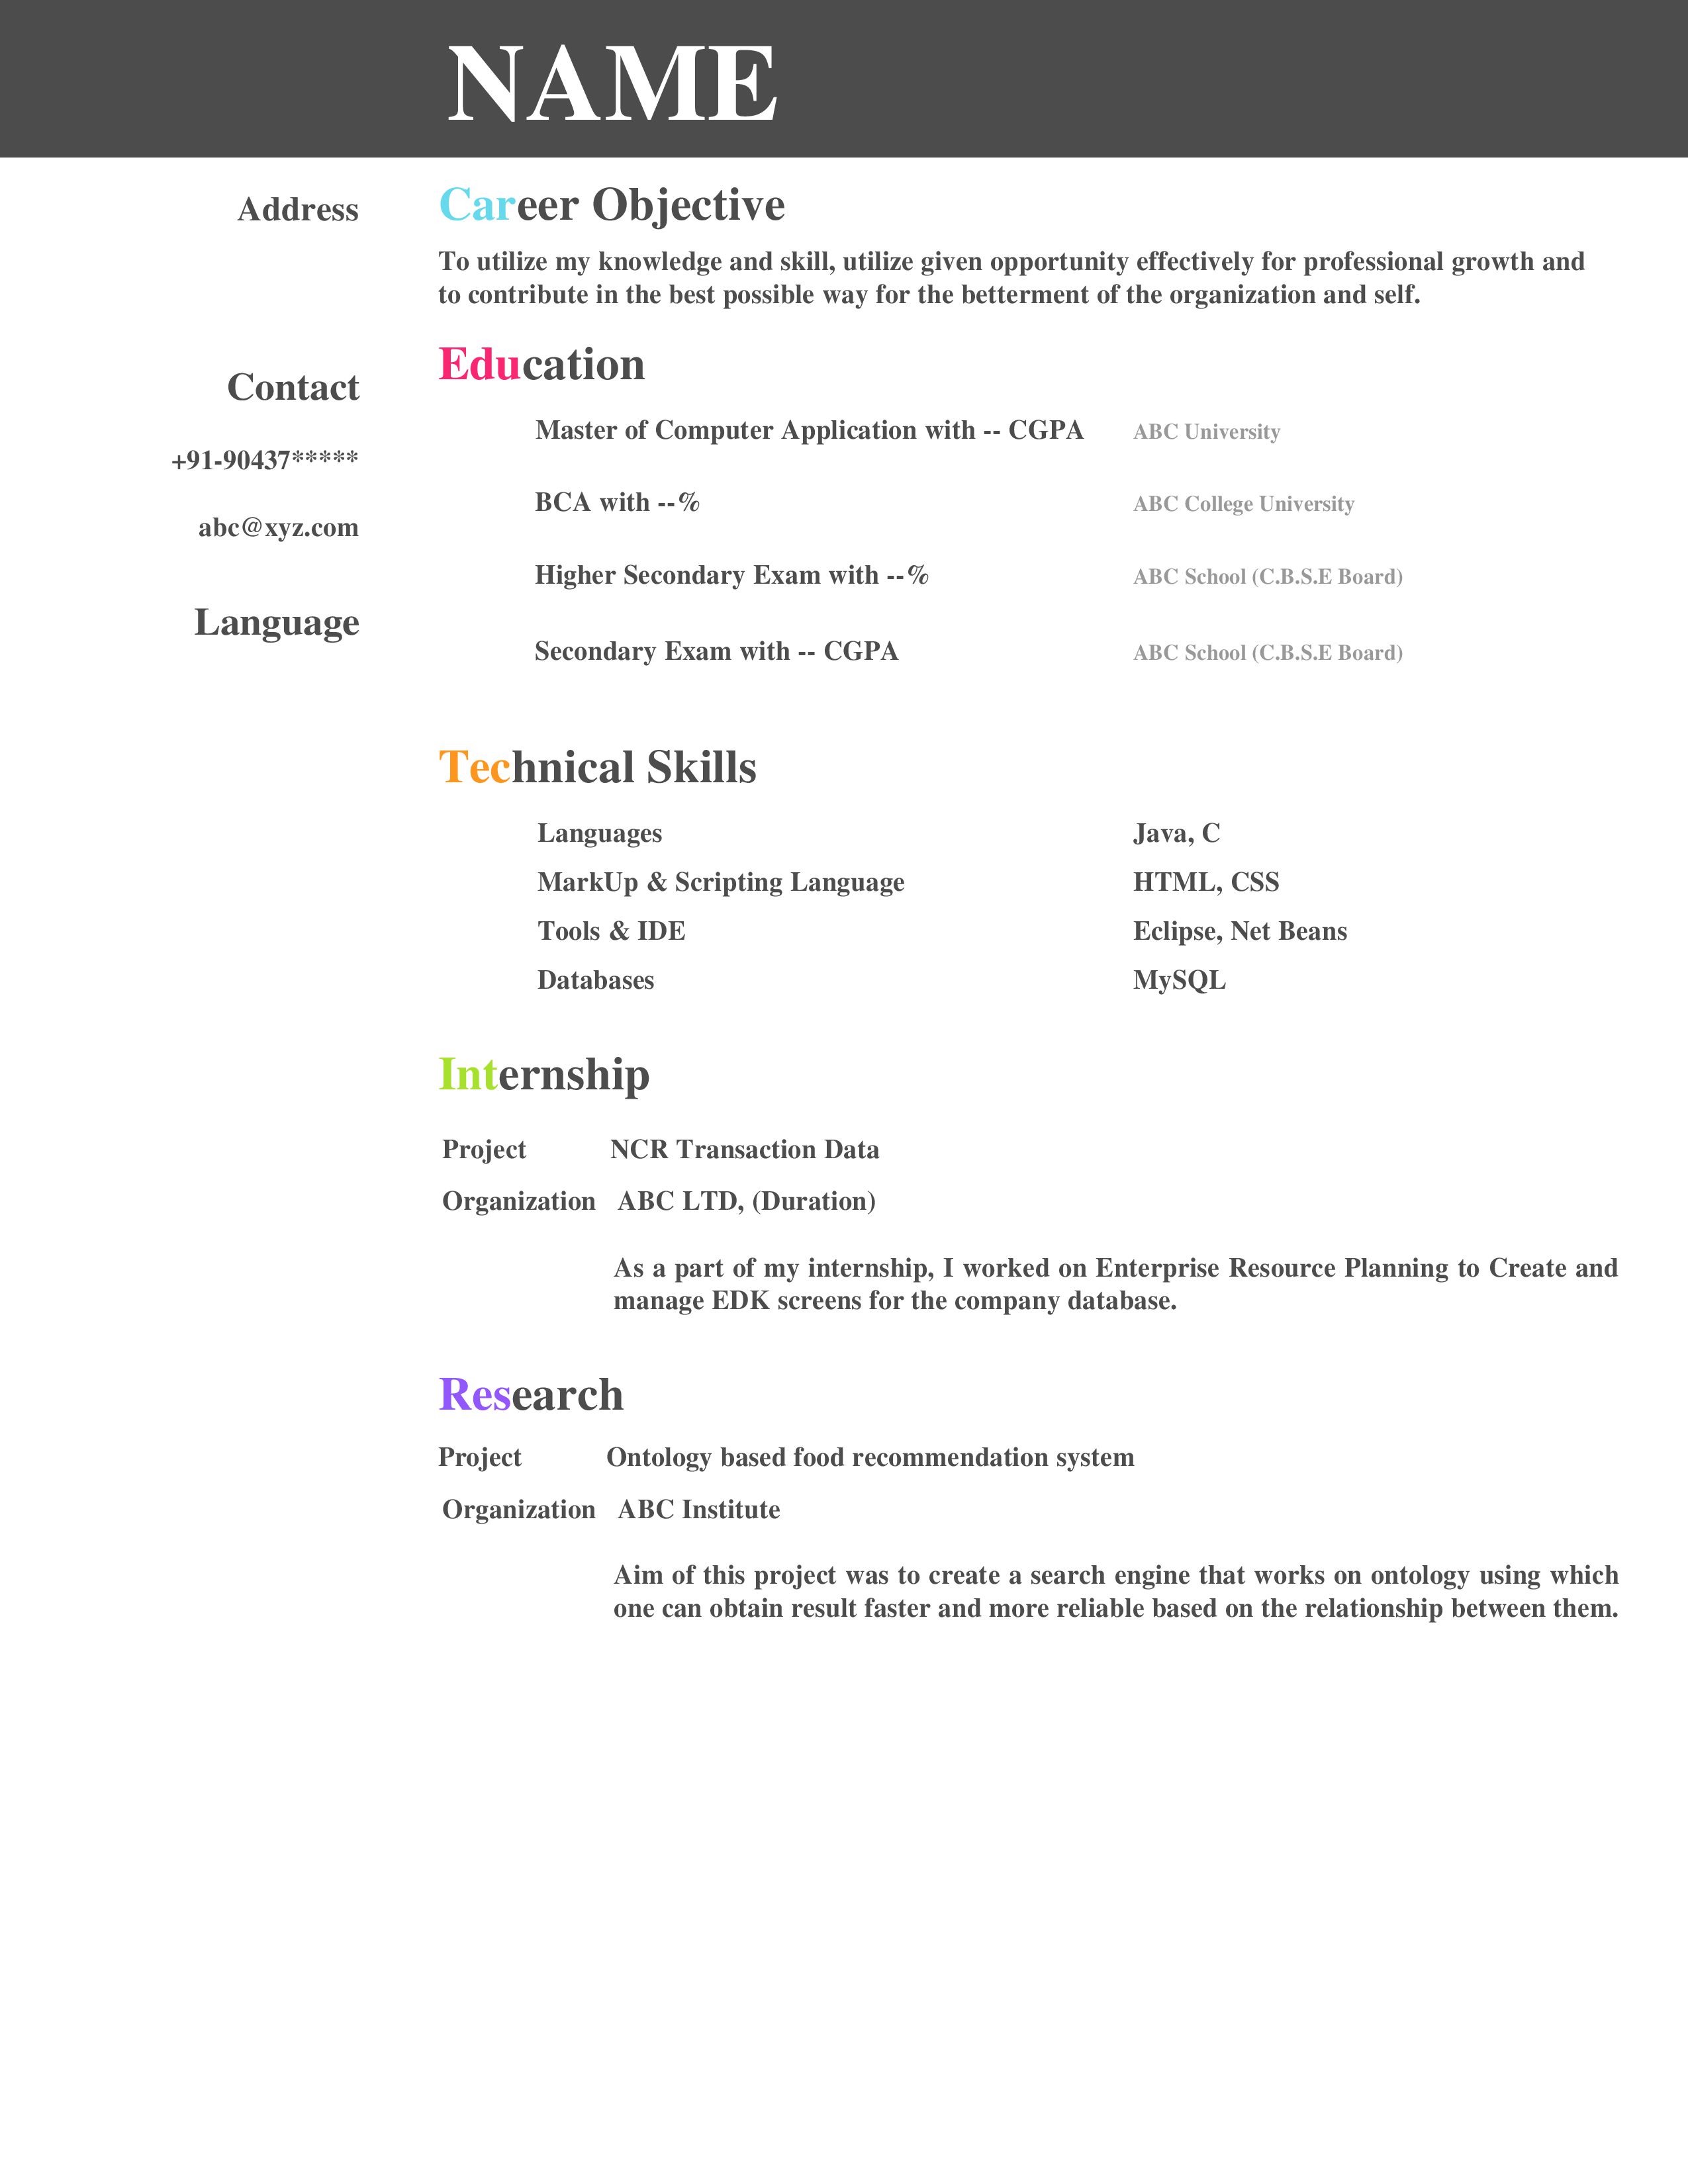 NAME
Address
Contact
+91-90437*****
abc@xyz.com
Language
Career Objective
To utilize my knowledge and skill, utilize given opportunity effectively for professional growth and
to contribute in the best possible way for the betterment of the organization and self.
Education
Master of Computer Application with -- CGPA ABC University
BCA with --% ABC College University
Higher Secondary Exam with --% ABC School (C.B.S.E Board)
Secondary Exam with -- CGPA ABC School (C.B.S.E Board)
Technical Skills
Languages Java, C
MarkUp & Scripting Language HTML, CSS
Tools & IDE Eclipse, Net Beans
Databases MySQL
Internship
Project NCR Transaction Data
Organization ABC LTD, (Duration)
As a part of my internship, I worked on Enterprise Resource Planning to Create and
manage EDK screens for the company database.
Research
Project Ontology based food recommendation system
Organization ABC Institute
Aim of this project was to create a search engine that works on ontology using which
one can obtain result faster and more reliable based on the relationship between them.